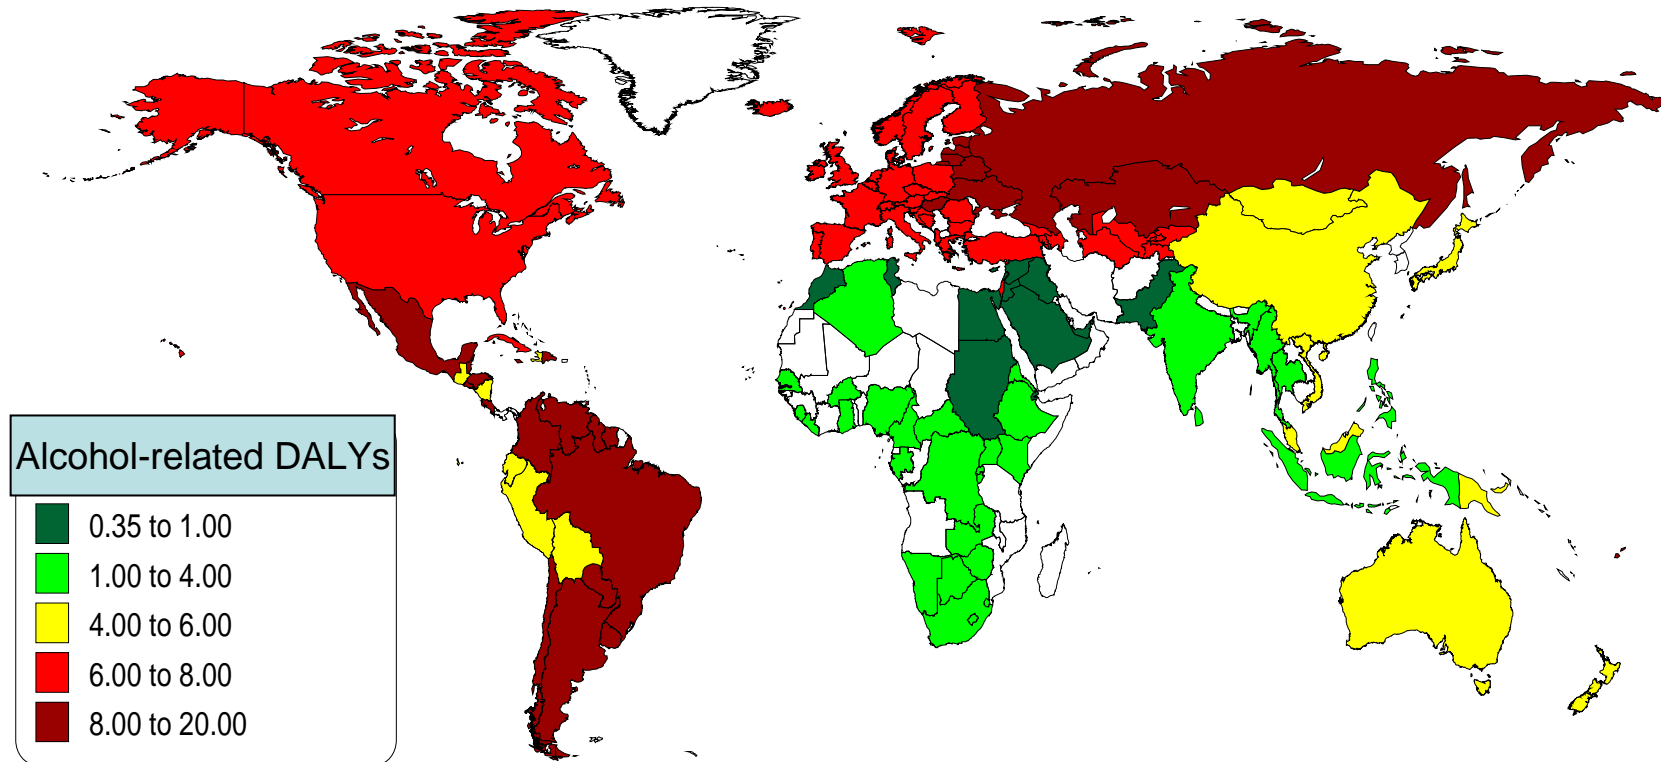 Alcohol-related DALYs
0.35 to 1.00
1.00 to 4.00
4.00 to 6.00
6.00 to 8.00
8.00 to 20.00